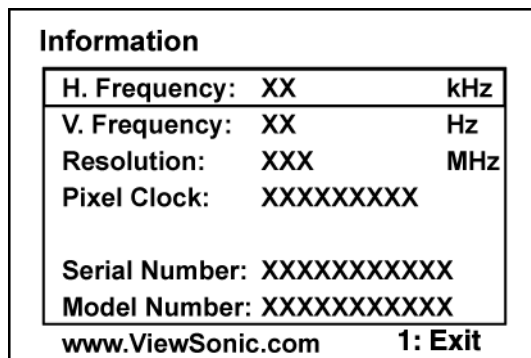 Information
H. Frequency: XX kHz
V. Frequency: XX Hz
Resolution: XXX MHz
Pixel Clock: XXXXXXXXX
Serial Number: XXXXXXXXXXX
Model Number: XXXXXXXXXXX
www.ViewSonic.com 1: Exit